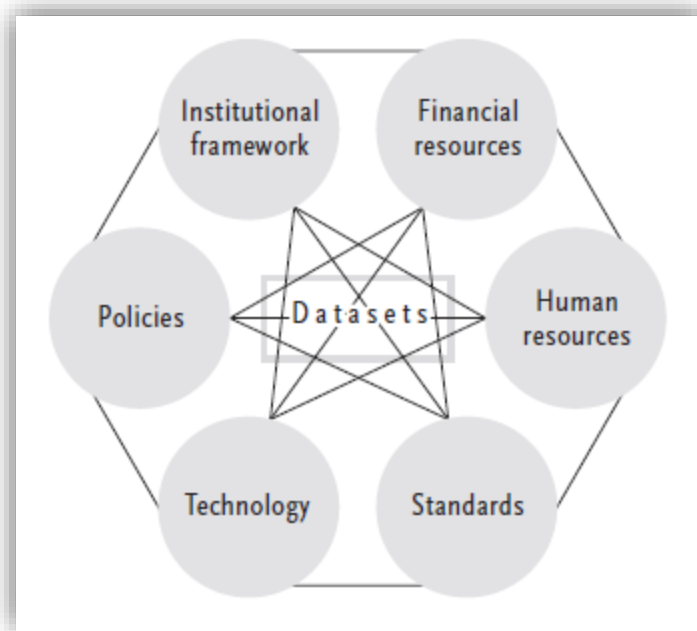 Institutional
framework
Financial
resources
Policies
Datasets
Human
resources
Technology
Standards